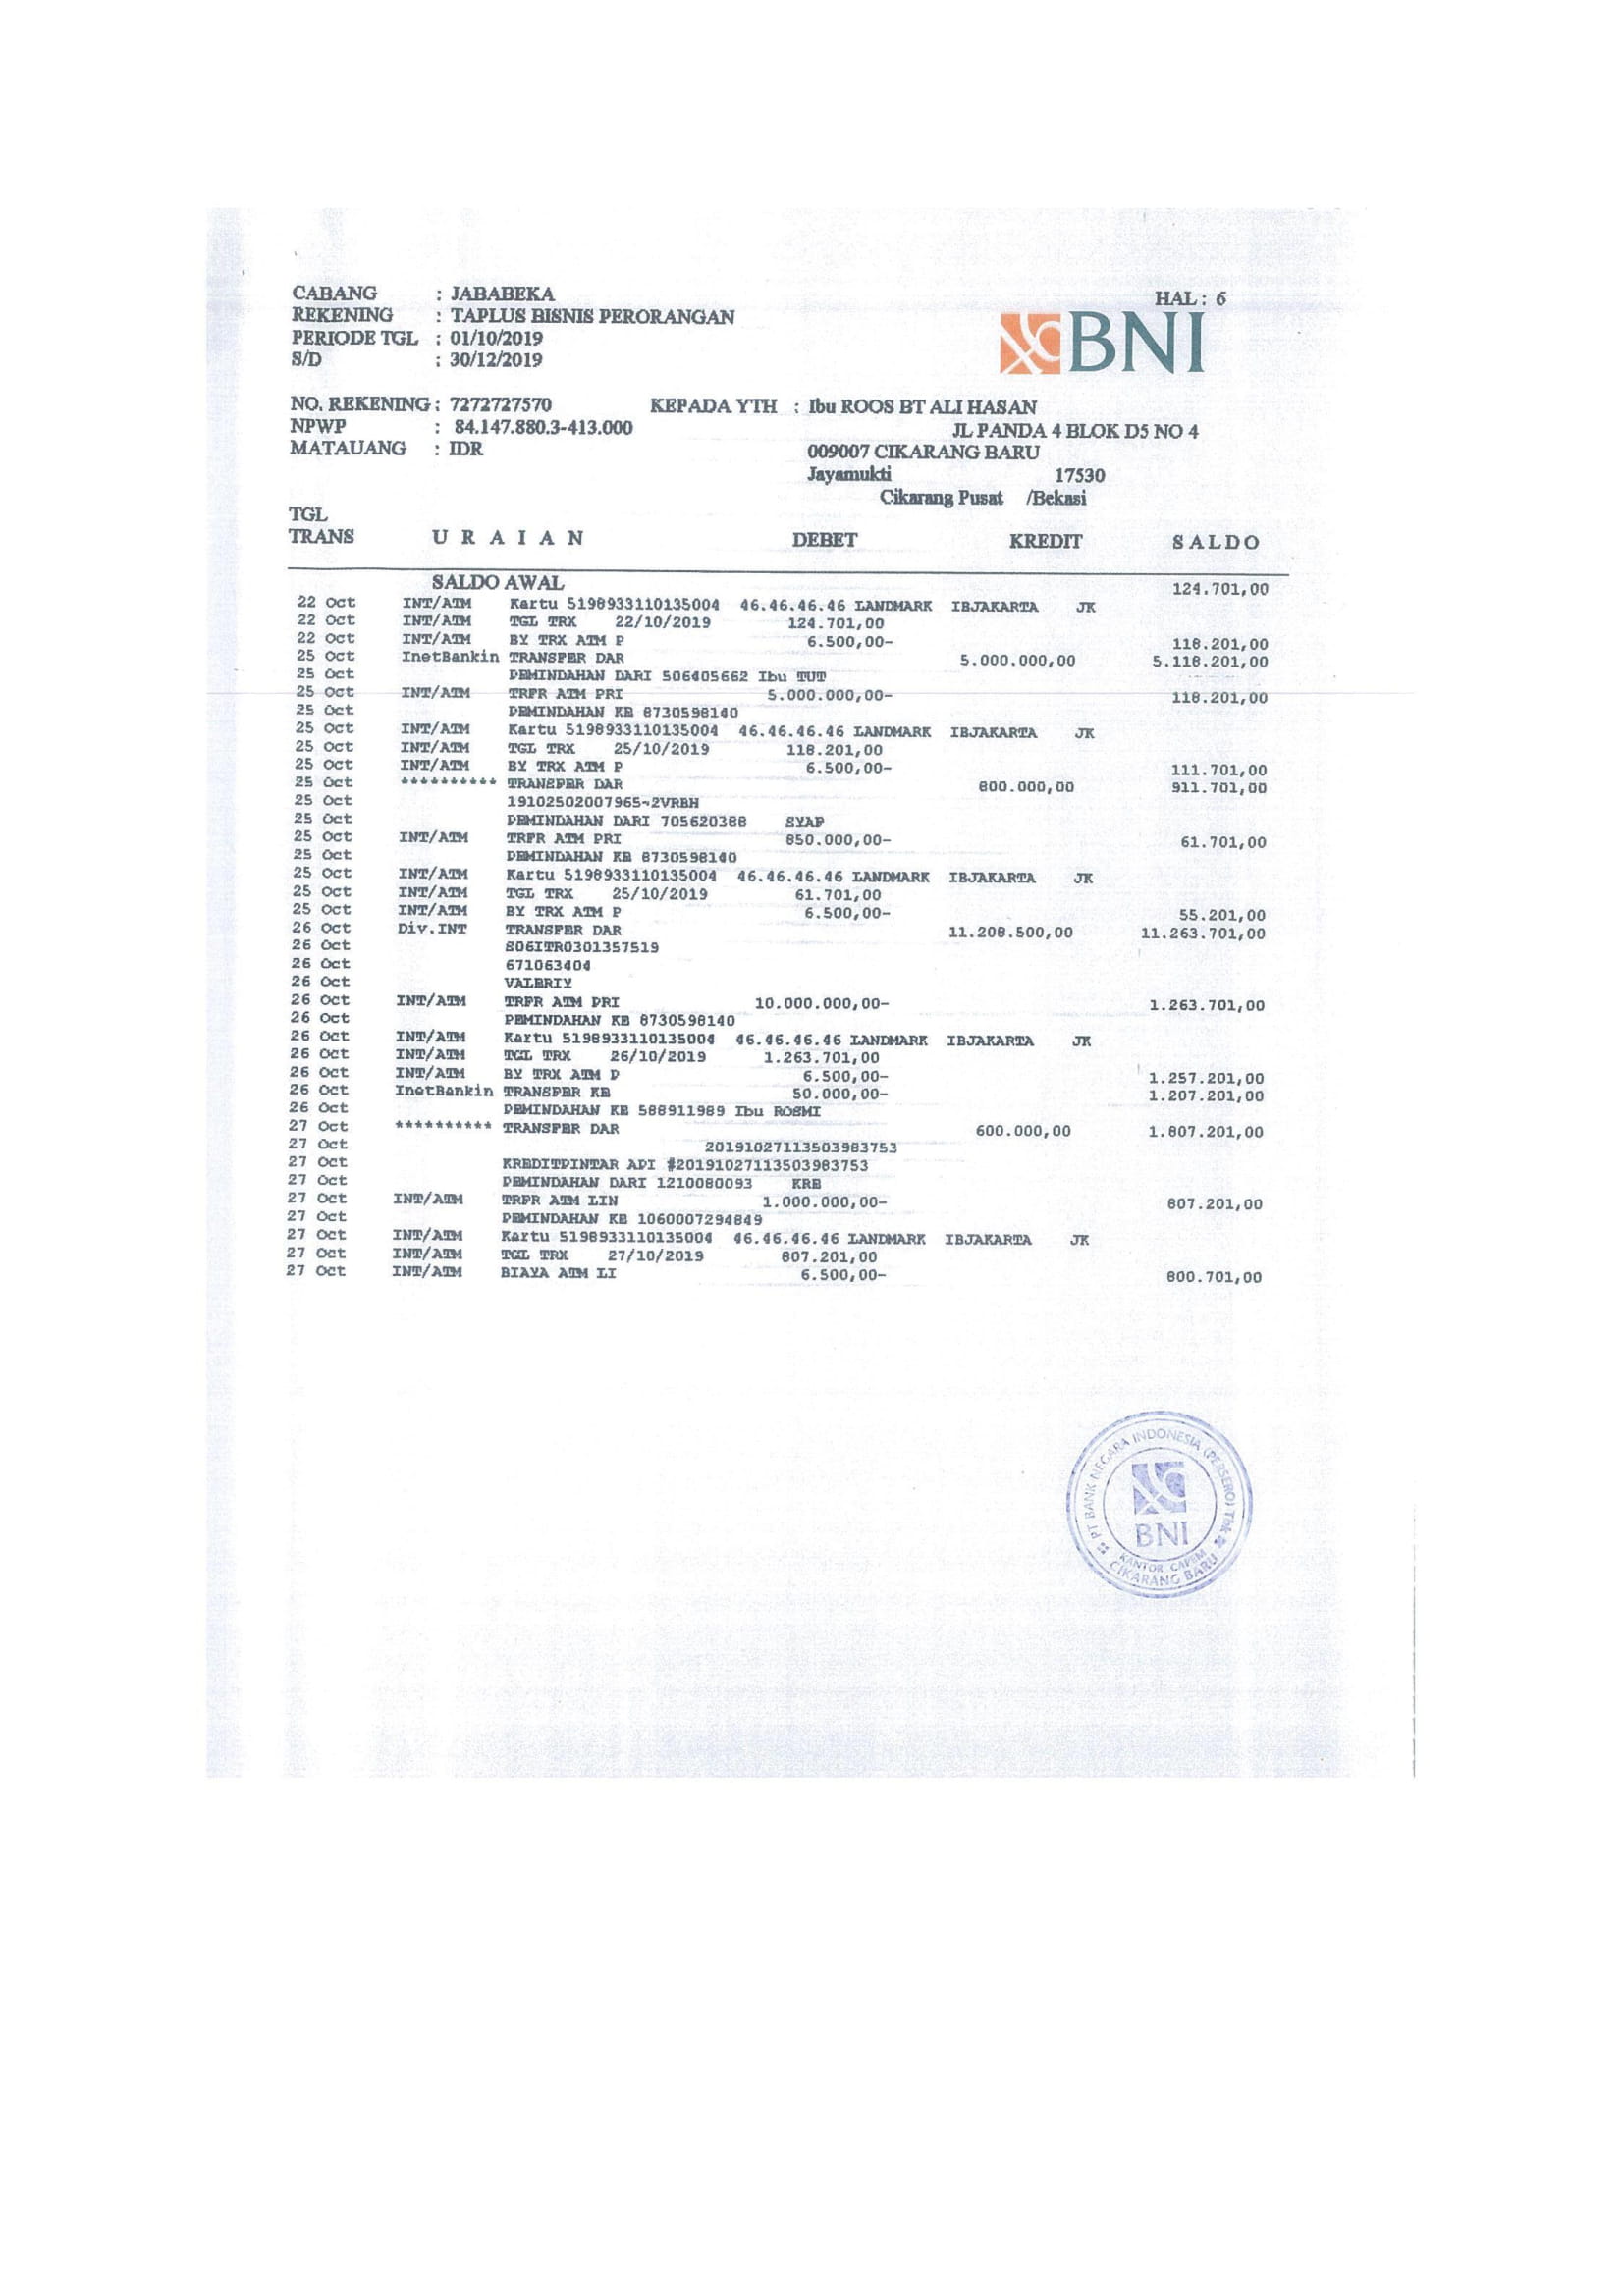 HAL : 6
BNI
CABANG : JABABEKA
REKENING : TAPLUS BISNIS PERORANGAN
PERIODE TGL : 01/10/2019
S/D : 30/12/2019
NO. REKENING : 7272727570 KEPADA YTH : Ibu ROOS BT ALI HASAN
NPWP : 84.147.880.3-413.000 JL PANDA 4 BLOK D5 NO 4
MATAUANG : IDR 009007 CIKARANG BARU
Jayamukti 17530
Cikarang Pusat /Bekasi
TGL
TRANS U R A I A N DEBET KREDIT S A L D O
SALDO AWAL 124.701,00
22 Oct INT/ATM Kartu 5198933110135004 46.46.46.46 LANDMARK IBJAKARTA JK
22 Oct INT/ATM TGL TRX 22/10/2019 124.701,00
22 Oct INT/ATM BY TRX ATM P 6.500,00- 118.201,00
25 Oct InetBankin TRANSFER DAR 5.000.000,00 5.118.201,00
25 Oct PEMINDAHAN DARI 506405662 Ibu TUT
25 Oct INT/ATM TRFR ATM PRI 5.000.000,00- 118.201,00
25 Oct PEMINDAHAN KE 8730598140
25 Oct INT/ATM Kartu 5198933110135004 46.46.46.46 LANDMARK IBJAKARTA JK
25 Oct INT/ATM TGL TRX 25/10/2019 118.201,00
25 Oct INT/ATM BY TRX ATM P 6.500,00- 111.701,00
25 Oct ********** TRANSFER DAR 800.000,00 911.701,00
25 Oct 19102502007965~2VRBH
25 Oct PEMINDAHAN DARI 705620388 SYAF
25 Oct INT/ATM TRFR ATM PRI 850.000,00- 61.701,00
25 Oct PEMINDAHAN KE 8730598140
25 Oct INT/ATM Kartu 5198933110135004 46.46.46.46 LANDMARK IBJAKARTA JK
25 Oct INT/ATM TGL TRX 25/10/2019 61.701,00
25 Oct INT/ATM BY TRX ATM P 6.500,00- 55.201,00
26 Oct Div.INT TRANSFER DAR 11.208.500,00 11.263.701,00
26 Oct S06ITR0301357519
26 Oct 671063404
26 Oct VALERIY
26 Oct INT/ATM TRFR ATM PRI 10.000.000,00- 1.263.701,00
26 Oct PEMINDAHAN KE 8730598140
26 Oct INT/ATM Kartu 5198933110135004 46.46.46.46 LANDMARK IBJAKARTA JK
26 Oct INT/ATM TGL TRX 26/10/2019 1.263.701,00
26 Oct INT/ATM BY TRX ATM P 6.500,00- 1.257.201,00
26 Oct InetBankin TRANSFER KE 50.000,00- 1.207.201,00
26 Oct PEMINDAHAN KE 588911989 Ibu ROSMI
27 Oct ********** TRANSFER DAR 600.000,00 1.807.201,00
27 Oct 20191027113503983753
27 Oct KREDITPINTAR API #20191027113503983753
27 Oct PEMINDAHAN DARI 1210080093 KRE
27 Oct INT/ATM TRFR ATM LIN 1.000.000,00- 807.201,00
27 Oct PEMINDAHAN KE 1060007294849
27 Oct INT/ATM Kartu 5198933110135004 46.46.46.46 LANDMARK IBJAKARTA JK
27 Oct INT/ATM TGL TRX 27/10/2019 807.201,00
27 Oct INT/ATM BIAYA ATM LI 6.500,00- 800.701,00
PT BANK NEGARA INDONESIA (PERSERO) Tbk
BNI
KANTOR CAPEM
CIKARANG BARU